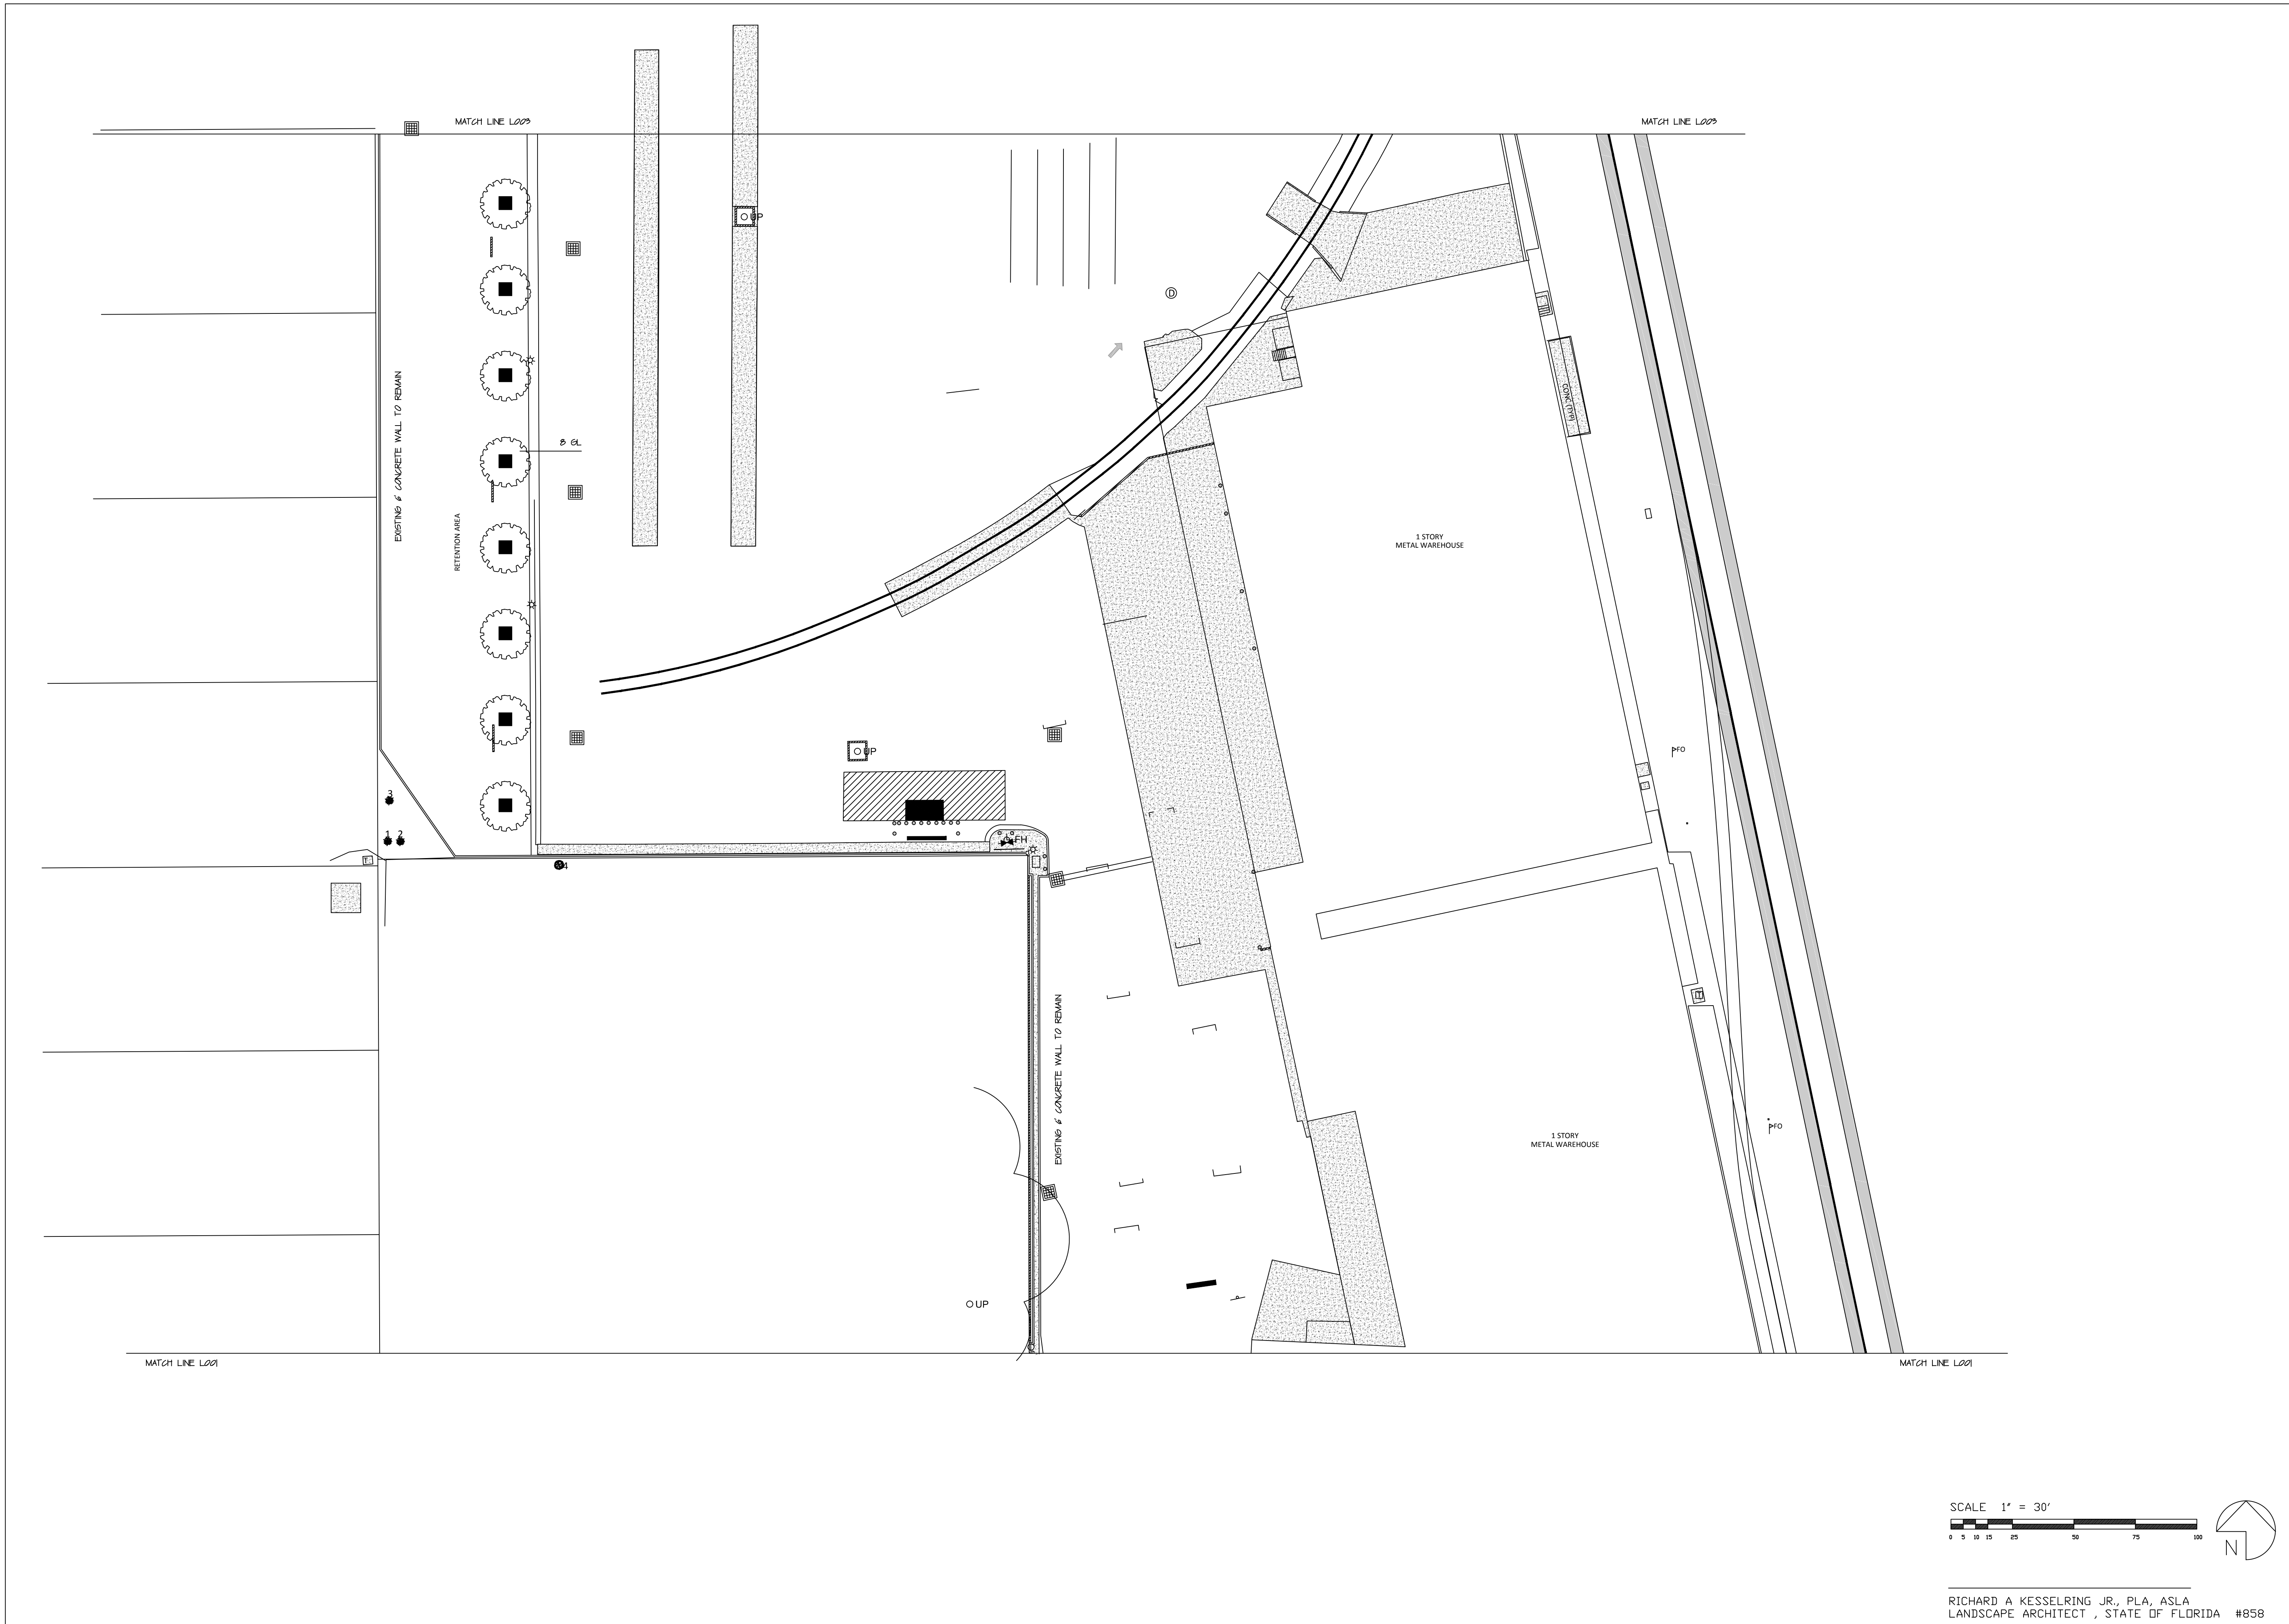 MATCH LINE L003
MATCH LINE L003
UP
D
EXISTING 6' CONCRETE WALL TO REMAIN
CONC (TYP)
8 GL
RETENTION AREA
1 STORY
METAL WAREHOUSE
UP
FO
3
1 2
FH
T
4
T
EXISTING 6' CONCRETE WALL TO REMAIN
FO
1 STORY
METAL WAREHOUSE
UP
MATCH LINE L001
MATCH LINE L001
SCALE 1" = 30'
0 5 10 15 25 50 75 100
N
RICHARD A KESSELRING JR., PLA, ASLA
LANDSCAPE ARCHITECT , STATE OF FLORIDA #858